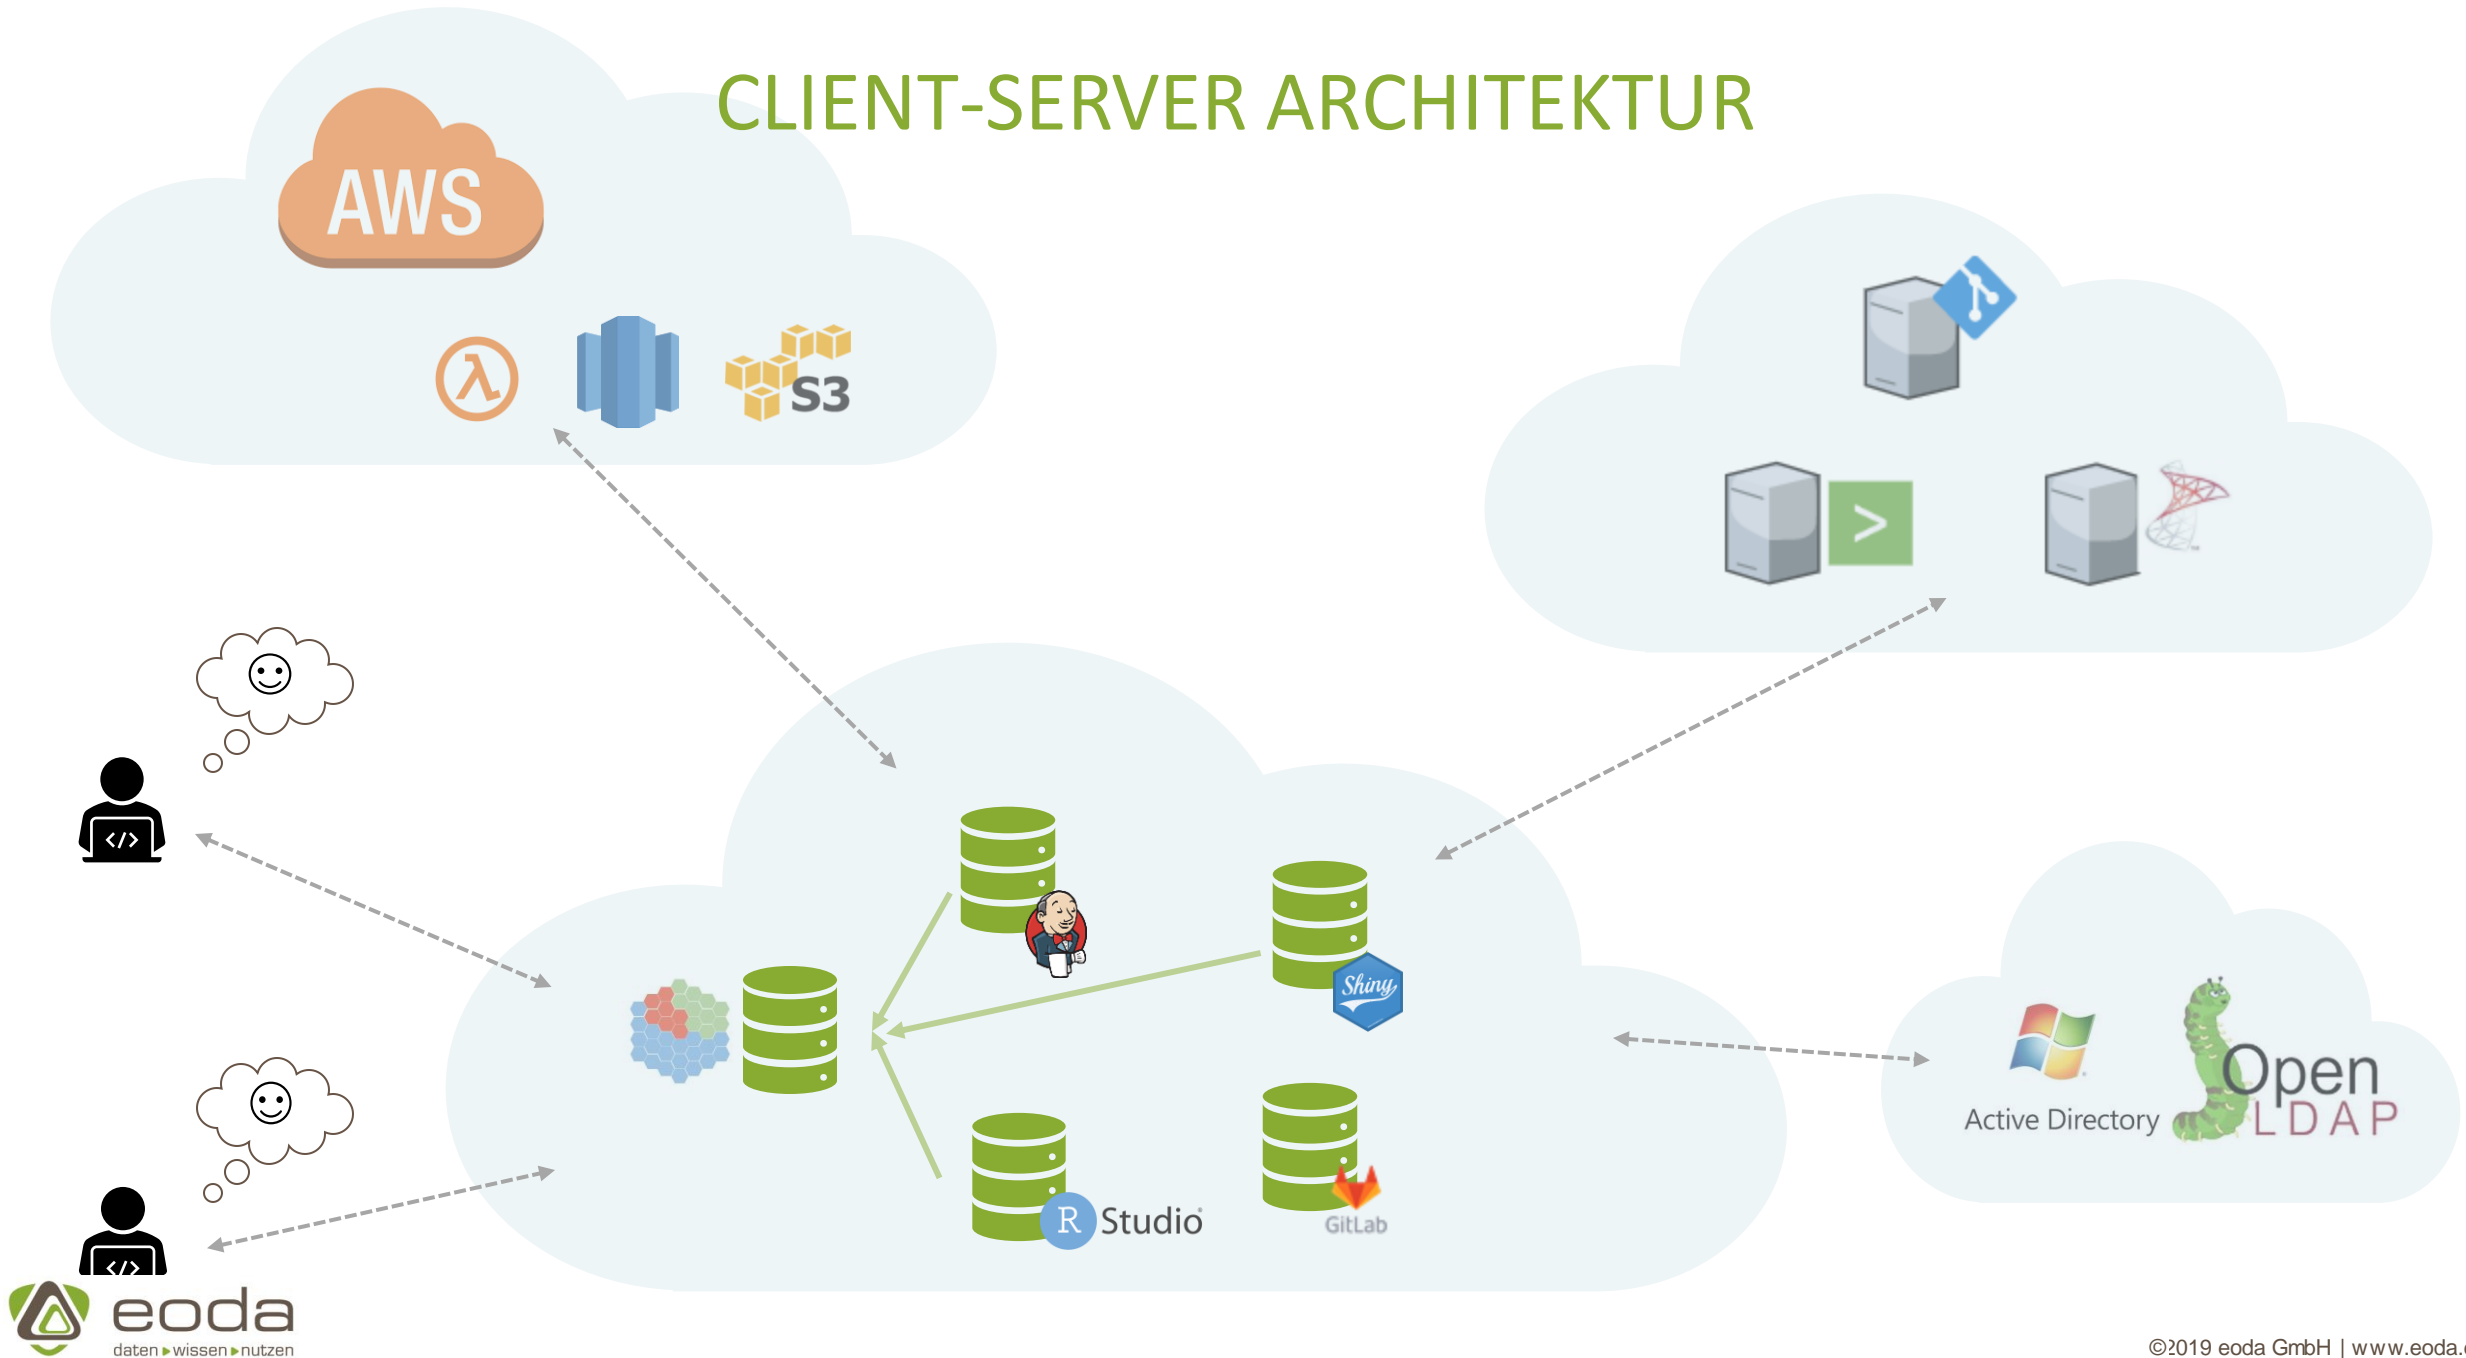 CLIENT-SERVER ARCHITEKTUR
AWS
S3
>
</>
Shiny
Open
LDAP
Active Directory
R Studio
GitLab
</>
eoda
daten▸wissen▸nutzen
©2019 eoda GmbH | www.eoda.